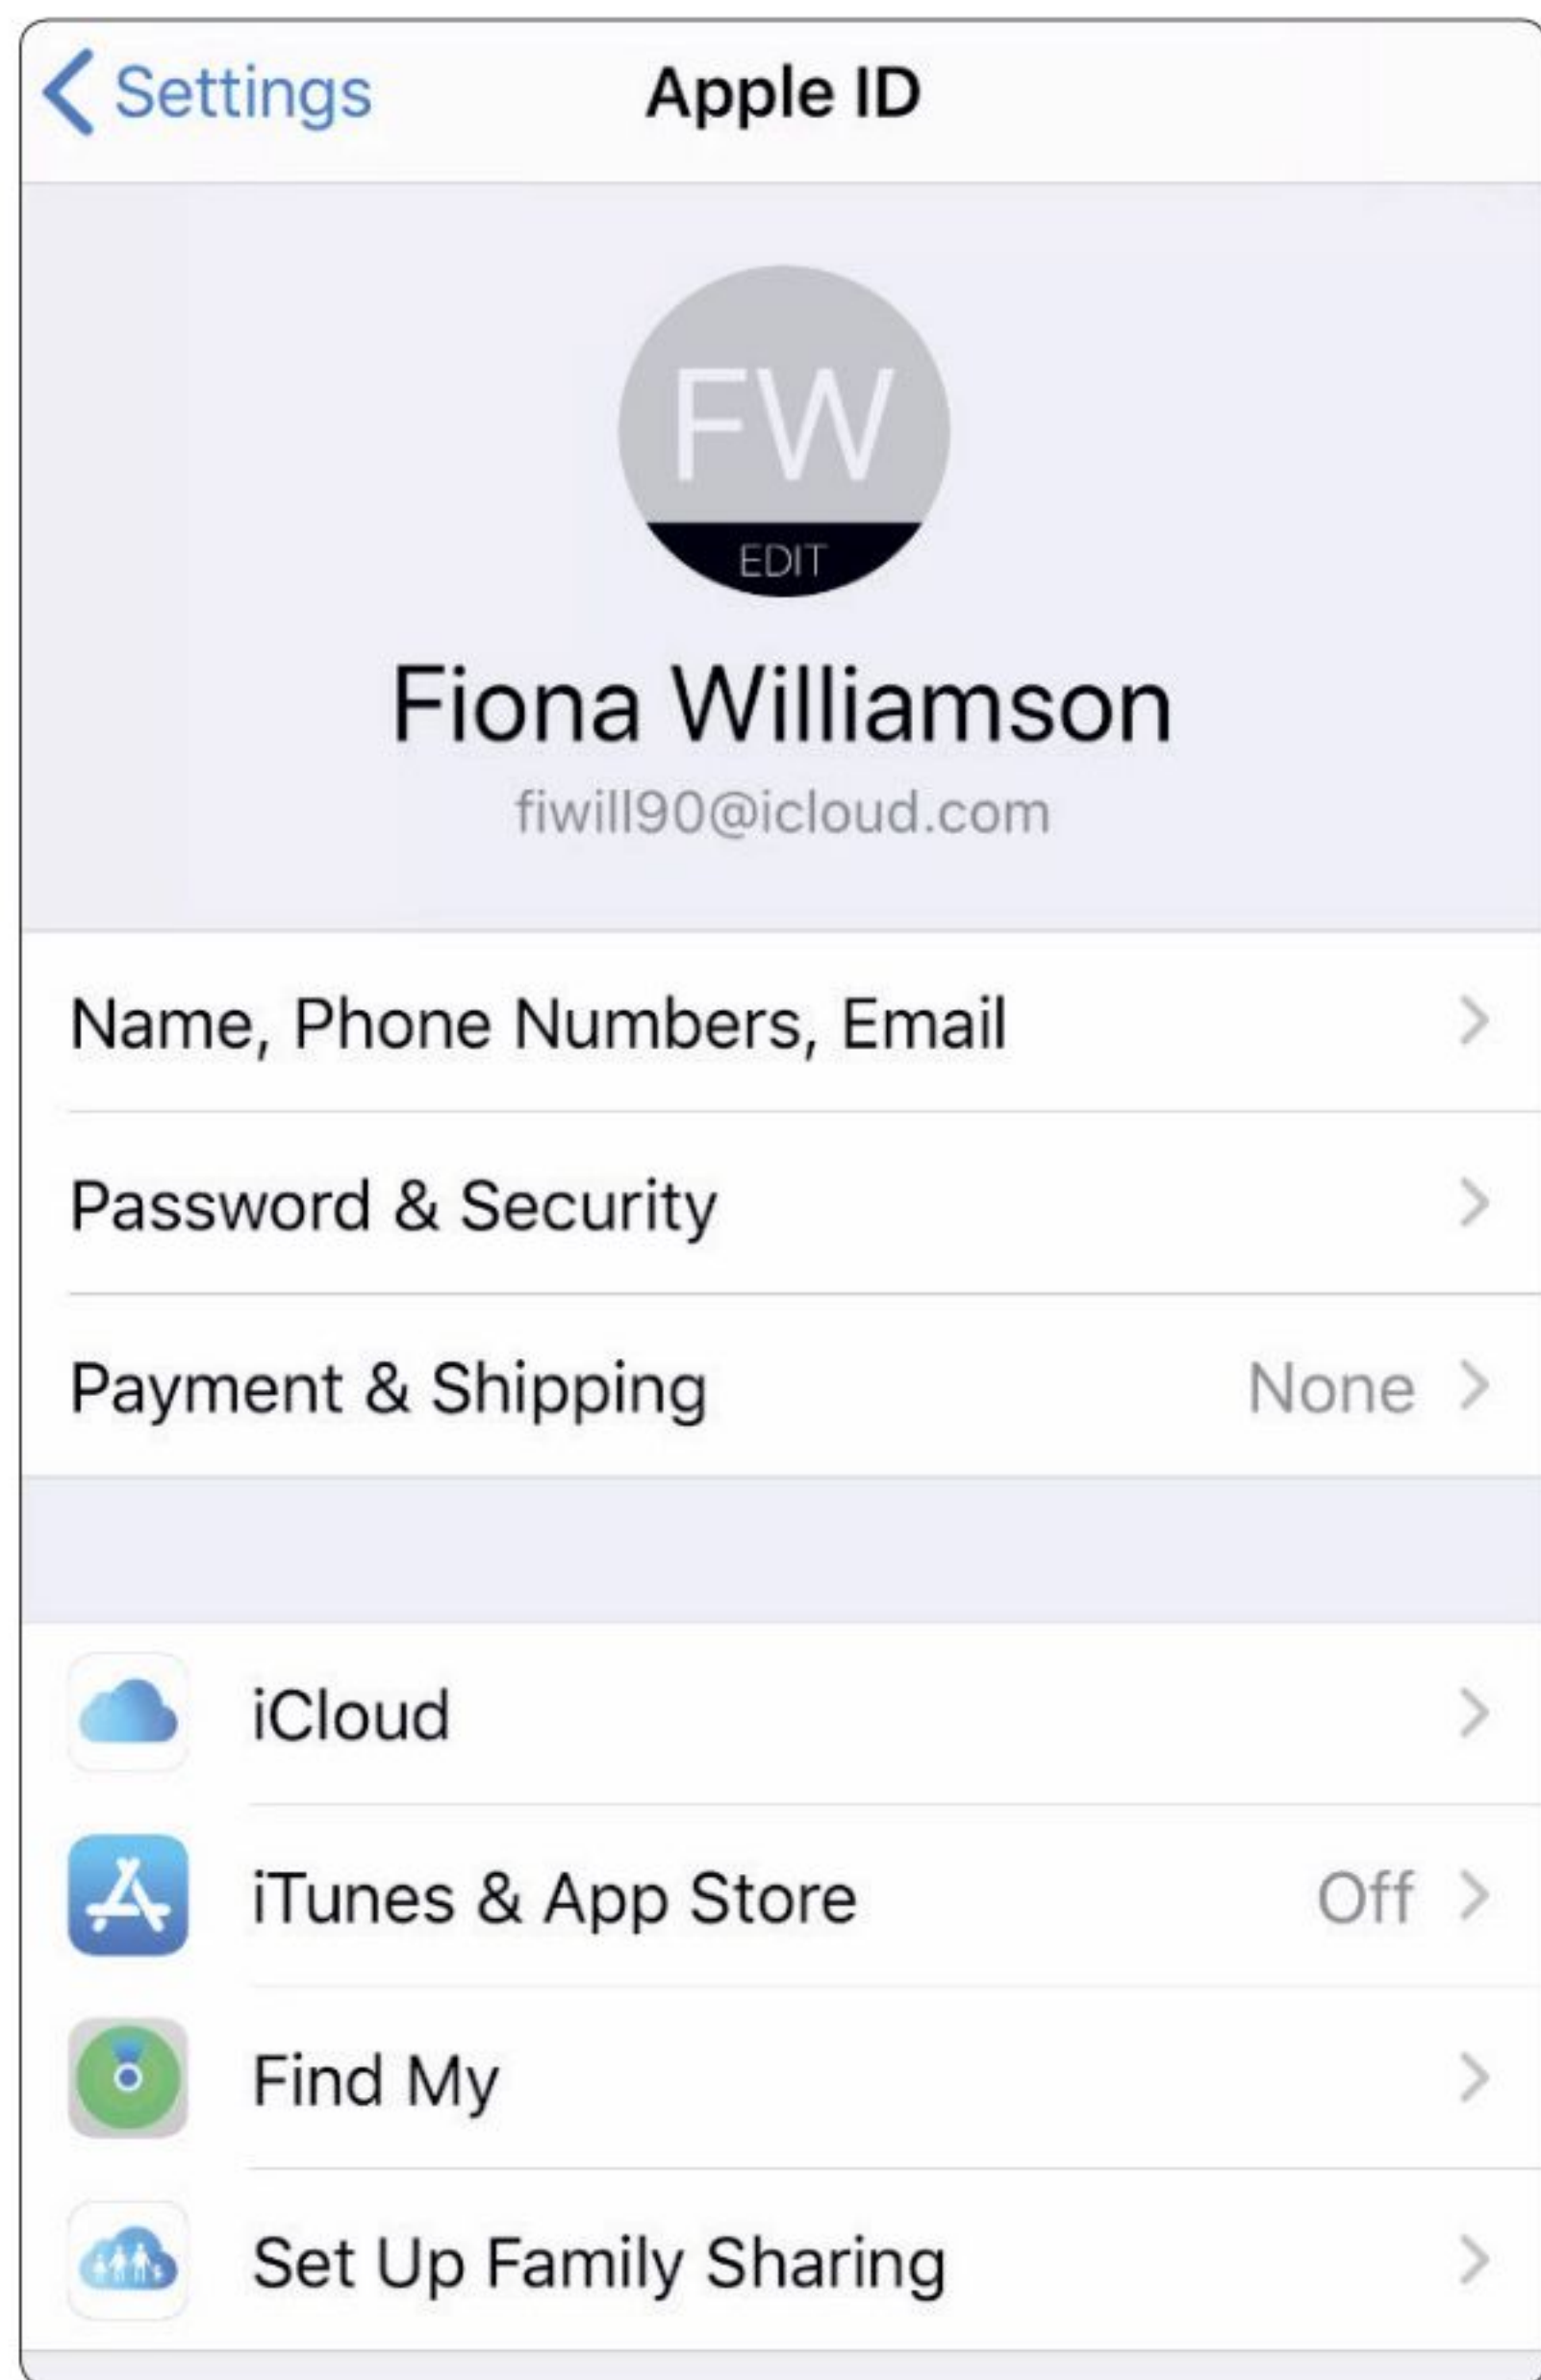 Settings
Apple ID
FW
EDIT
Fiona Williamson
fiwill90@icloud.com
Name, Phone Numbers, Email
Password & Security
Payment & Shipping None
iCloud
iTunes & App Store Off
Find My
Set Up Family Sharing